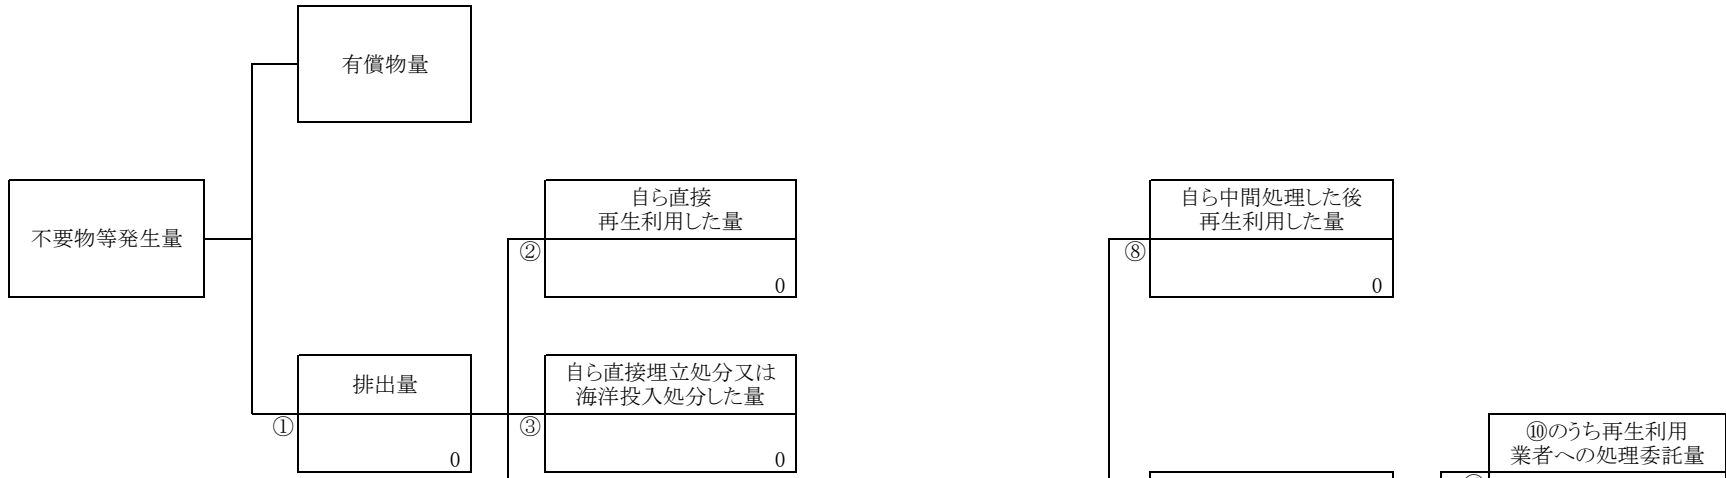 有償物量
不要物等発生量
自ら直接
再生利用した量
②
0
自ら中間処理した後
再生利用した量
⑧
0
排出量
①
0
自ら直接埋立処分又は
海洋投入処分した量
③
0
⑩のうち再生利用
業者への処理委託量